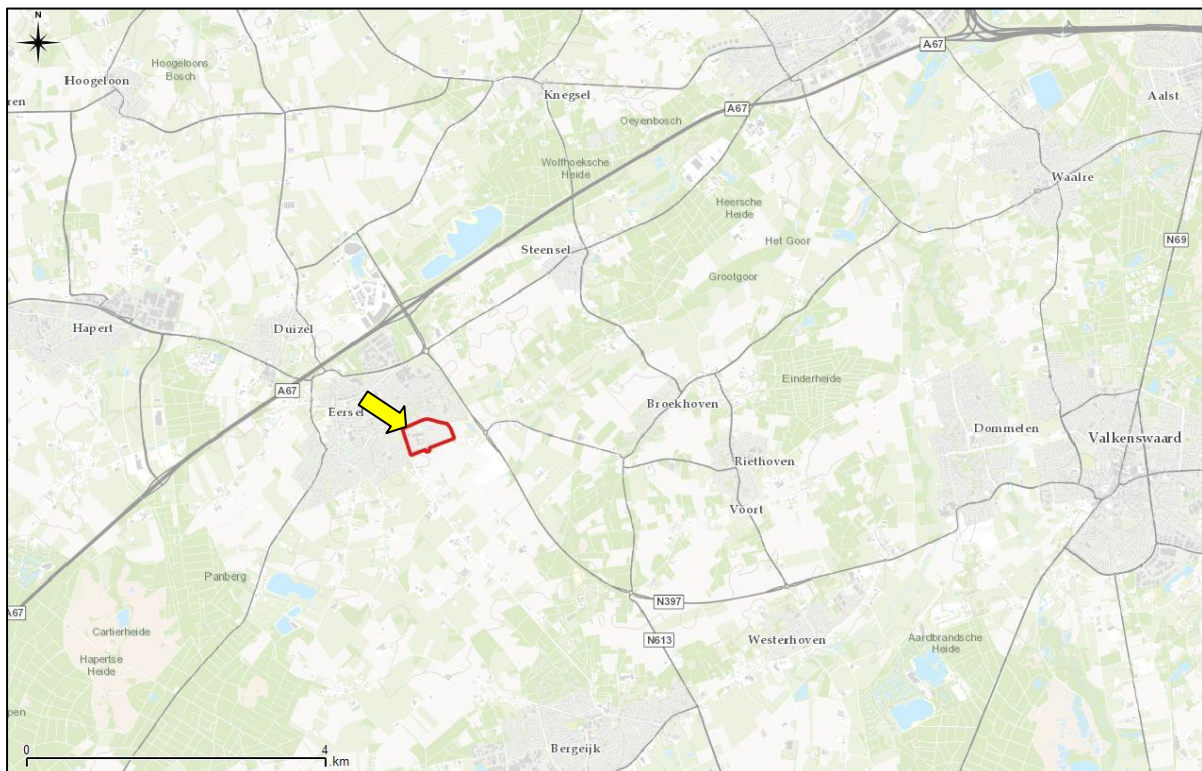 N
Hoogeloons
Bosch
Hoogeloon
ren
Knegsel
A67
Aalst
A67
Oeyenbosch
Wolfhoeksche
Heide
Waalre
Heersche
Heide
Het Goor
N69
Steensel
Grootgoor
Hapert
Duizel
Einderheide
A67
Eersel
Broekhoven
Dommelen
Valkenswaard
Riethoven
Voort
Panberg
N397
A67
Cartierheide
N613
Westerhoven
Aardbrandsche
Heide
Hapertse
Heide
pen
Bergeijk
0
4
km